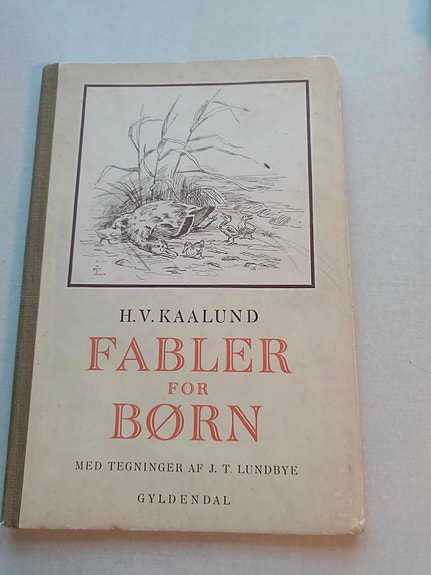 H. V. KAALUND
FABLER
FOR
BØRN
MED TEGNINGER AF J. T. LUNDBYE
GYLDENDAL